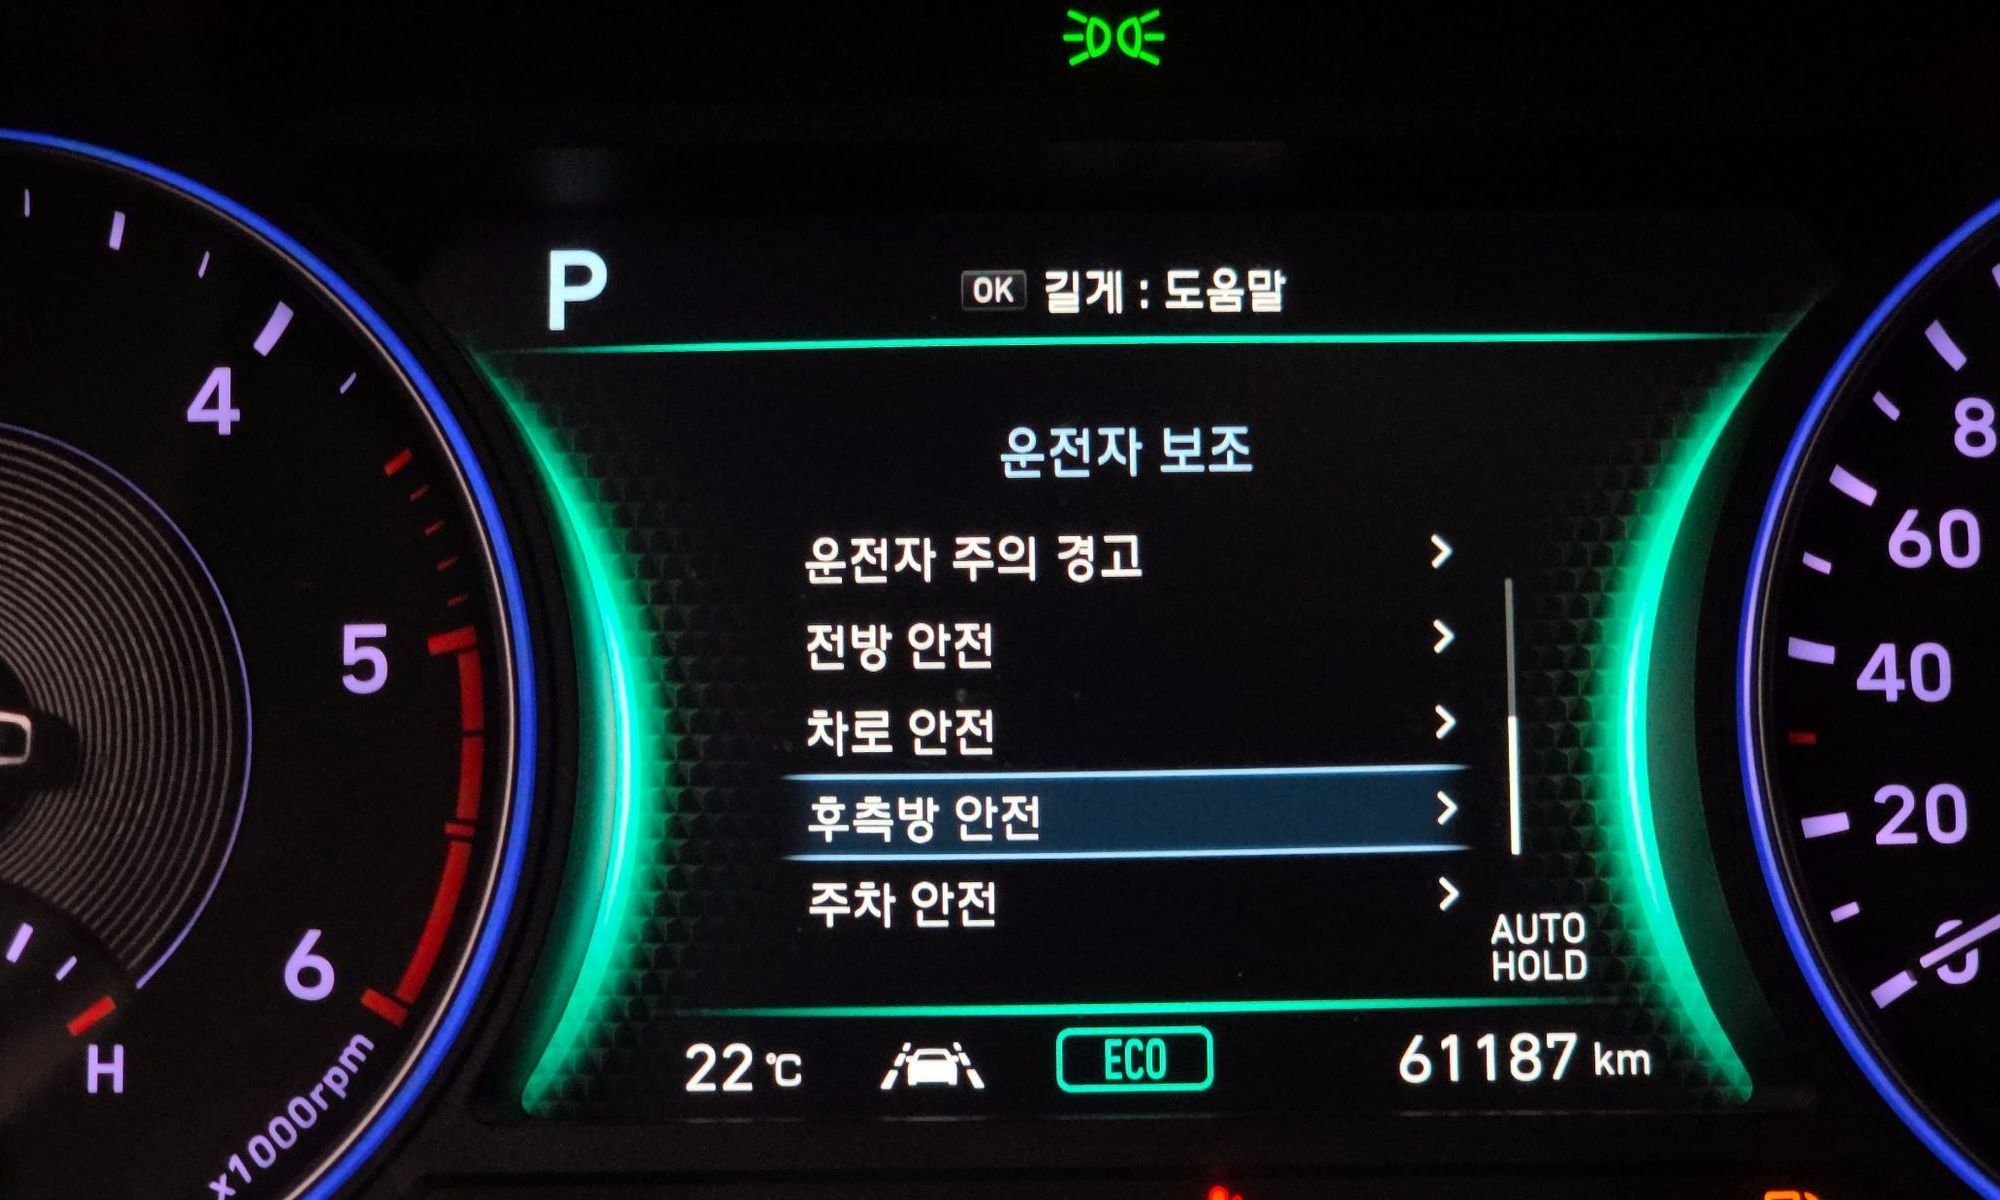 P
OK 길게 : 도움말
운전자 보조
운전자 주의 경고
전방 안전
차로 안전
후측방 안전
주차 안전
AUTO
HOLD
22 °C
ECO
61187 km
4
5
6
H
x1000rpm
60
40
20
0